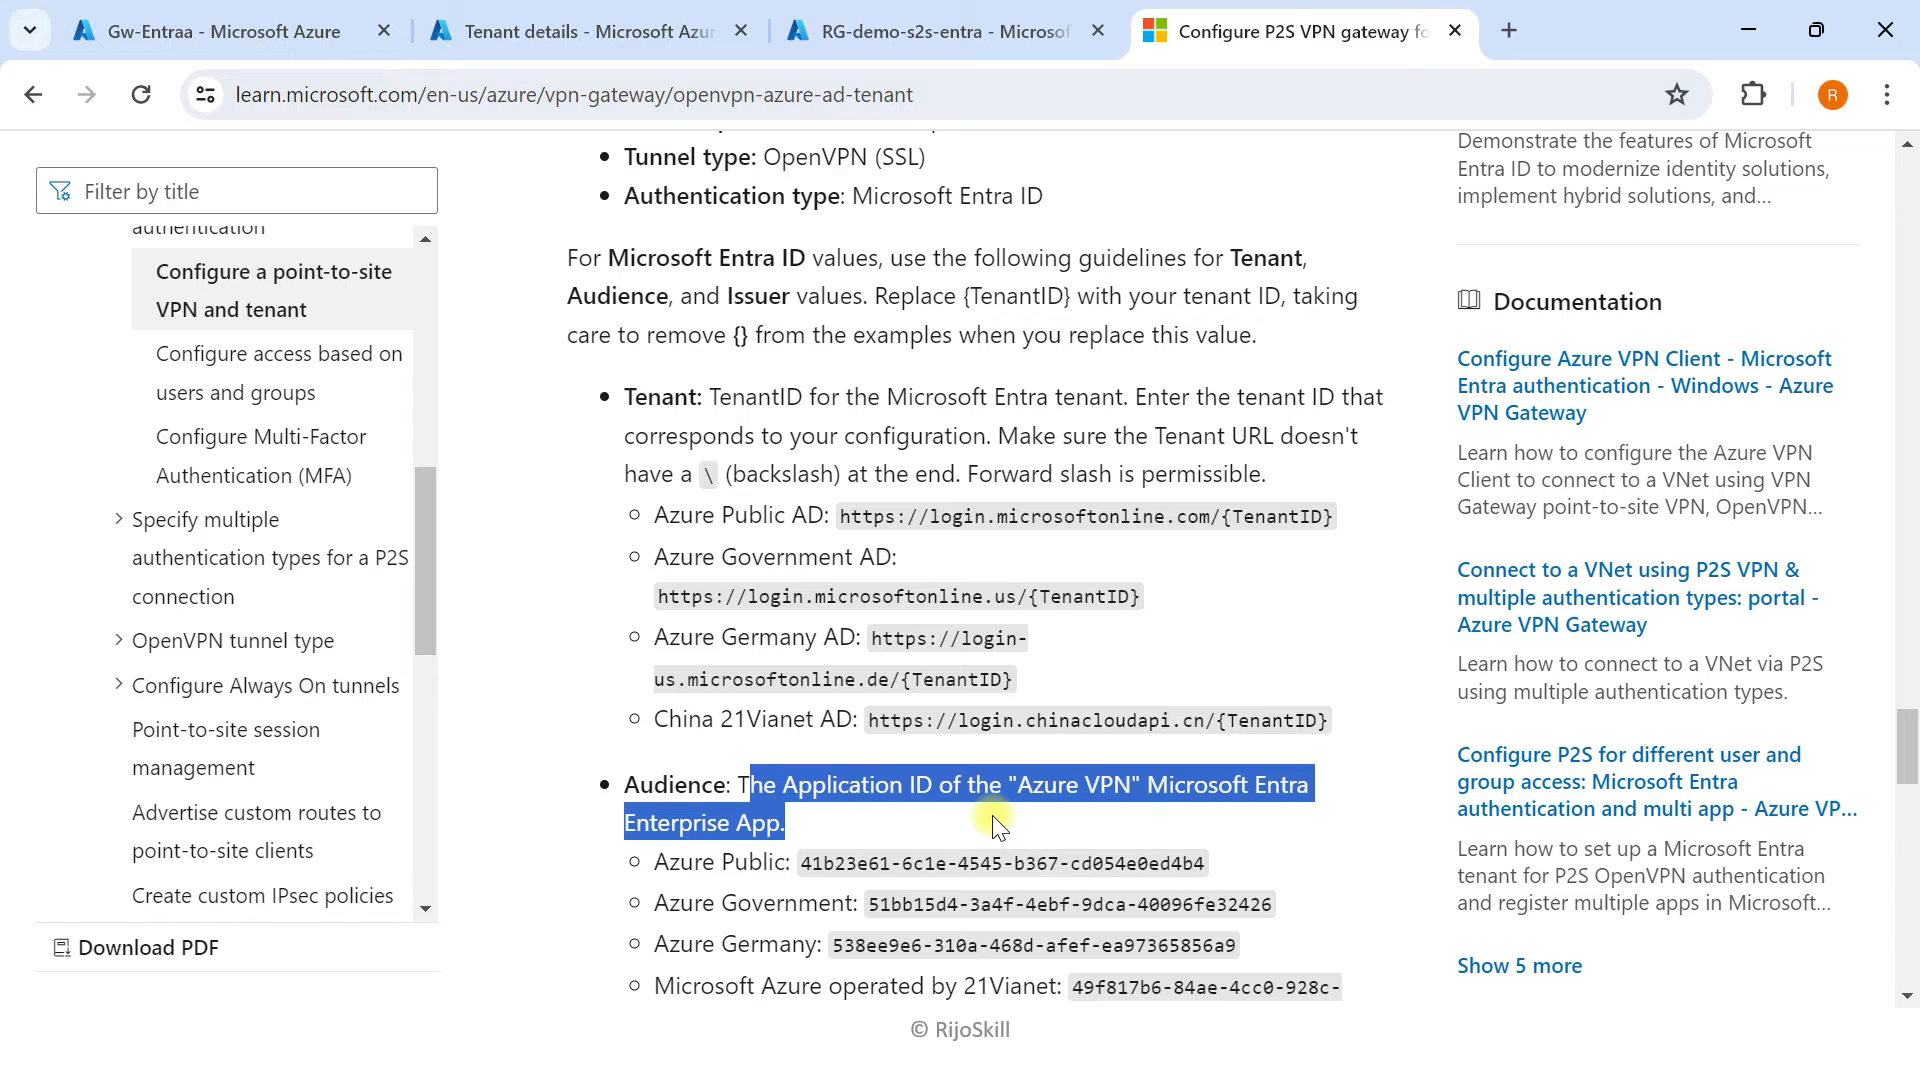 Gw-Entraa - Microsoft Azure
Tenant details - Microsoft Azur
RG-demo-s2s-entra - Microsof
Configure P2S VPN gateway fo
learn.microsoft.com/en-us/azure/vpn-gateway/openvpn-azure-ad-tenant
R
Filter by title
authentication
Configure a point-to-site
VPN and tenant
Configure access based on
users and groups
Configure Multi-Factor
Authentication (MFA)
Specify multiple
authentication types for a P2S
connection
OpenVPN tunnel type
Configure Always On tunnels
Point-to-site session
management
Advertise custom routes to
point-to-site clients
Create custom IPsec policies
Download PDF
• Tunnel type: OpenVPN (SSL)
• Authentication type: Microsoft Entra ID
For Microsoft Entra ID values, use the following guidelines for Tenant,
Audience, and Issuer values. Replace {TenantID} with your tenant ID, taking
care to remove {} from the examples when you replace this value.
• Tenant: TenantID for the Microsoft Entra tenant. Enter the tenant ID that
corresponds to your configuration. Make sure the Tenant URL doesn't
have a \ (backslash) at the end. Forward slash is permissible.
Azure Public AD: https://login.microsoftonline.com/{TenantID}
Azure Government AD:
https://login.microsoftonline.us/{TenantID}
Azure Germany AD: https://login-
us.microsoftonline.de/{TenantID}
China 21Vianet AD: https://login.chinacloudapi.cn/{TenantID}
• Audience: The Application ID of the "Azure VPN" Microsoft Entra
Enterprise App.
Azure Public: 41b23e61-6c1e-4545-b367-cd054e0ed4b4
Azure Government: 51bb15d4-3a4f-4ebf-9dca-40096fe32426
Azure Germany: 538ee9e6-310a-468d-afef-ea97365856a9
Microsoft Azure operated by 21Vianet: 49f817b6-84ae-4cc0-928c-
Demonstrate the features of Microsoft
Entra ID to modernize identity solutions,
implement hybrid solutions, and...
Documentation
Configure Azure VPN Client - Microsoft
Entra authentication - Windows - Azure
VPN Gateway
Learn how to configure the Azure VPN
Client to connect to a VNet using VPN
Gateway point-to-site VPN, OpenVPN...
Connect to a VNet using P2S VPN &
multiple authentication types: portal -
Azure VPN Gateway
Learn how to connect to a VNet via P2S
using multiple authentication types.
Configure P2S for different user and
group access: Microsoft Entra
authentication and multi app - Azure VP...
Learn how to set up a Microsoft Entra
tenant for P2S OpenVPN authentication
and register multiple apps in Microsoft...
Show 5 more
© RijoSkill